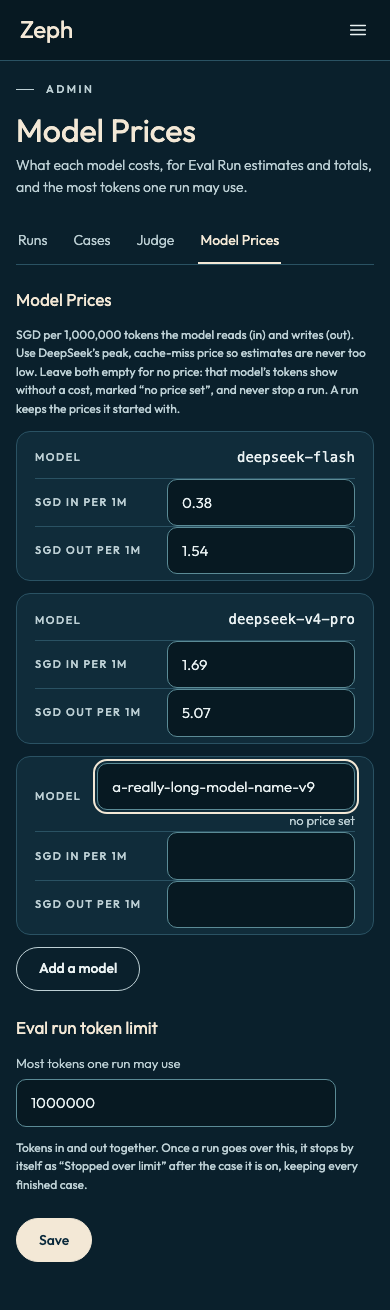 Zeph
ADMIN
Model Prices
What each model costs, for Eval Run estimates and totals,
and the most tokens one run may use.
Runs Cases Judge Model Prices
Model Prices
SGD per 1,000,000 tokens the model reads (in) and writes (out).
Use DeepSeek’s peak, cache-miss price so estimates are never too
low. Leave both empty for no price: that model’s tokens show
without a cost, marked “no price set”, and never stop a run. A run
keeps the prices it started with.
MODEL deepseek-flash
SGD IN PER 1M 0.38
SGD OUT PER 1M 1.54
MODEL deepseek-v4-pro
SGD IN PER 1M 1.69
SGD OUT PER 1M 5.07
MODEL a-really-long-model-name-v9
no price set
SGD IN PER 1M
SGD OUT PER 1M
Add a model
Eval run token limit
Most tokens one run may use
1000000
Tokens in and out together. Once a run goes over this, it stops by
itself as “Stopped over limit” after the case it is on, keeping every
finished case.
Save